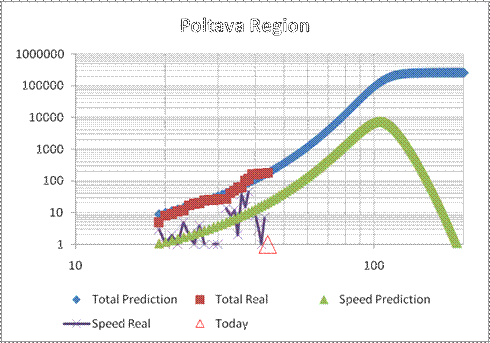 Poltava Region
1000000
100000
10000
1000
100
10
1
10 100
Total Prediction Total Real Speed Prediction
Speed Real Today